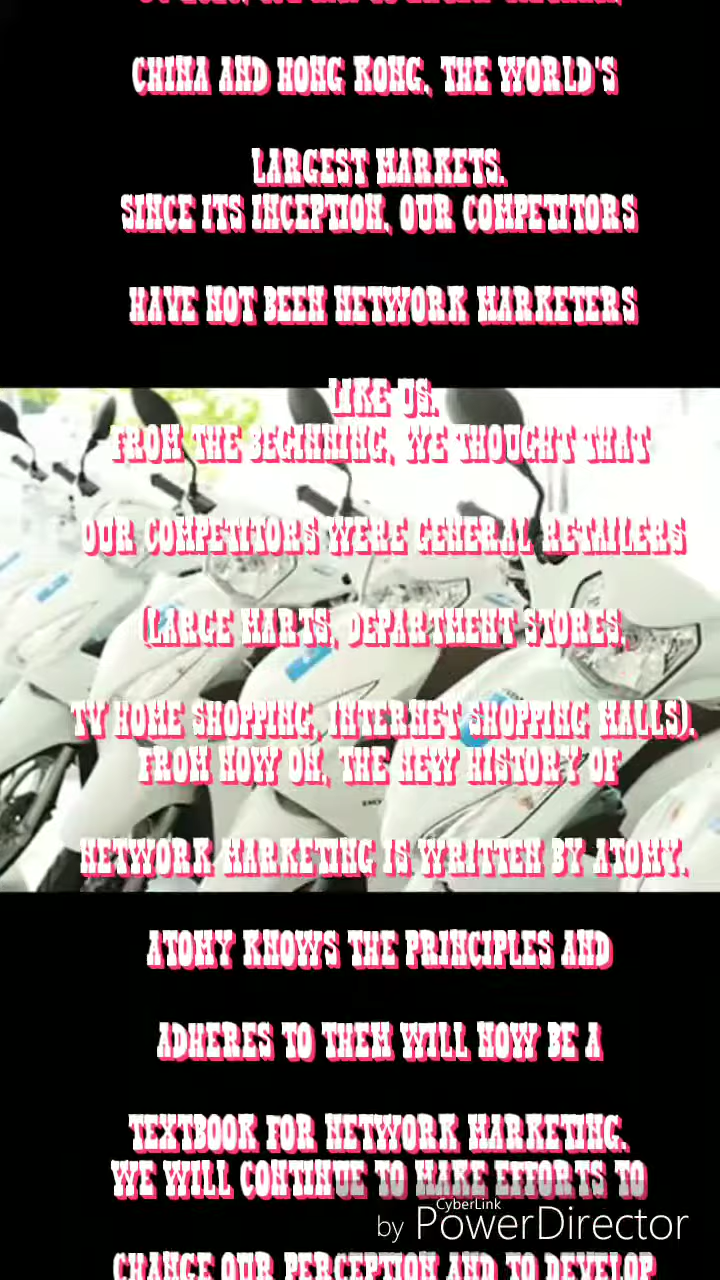 CHINA AND HONG KONG, THE WORLD'S
LARGEST MARKETS.
SINCE ITS INCEPTION, OUR COMPETITORS
HAVE NOT BEEN NETWORK MARKETERS
LIKE US.
FROM THE BEGINNING, WE THOUGHT THAT
OUR COMPETITORS WERE GENERAL RETAILERS
(LARGE MARTS, DEPARTMENT STORES,
TV HOME SHOPPING, INTERNET SHOPPING MALLS).
FROM NOW ON, THE NEW HISTORY OF
NETWORK MARKETING IS WRITTEN BY ATOMY.
ATOMY KNOWS THE PRINCIPLES AND
ADHERES TO THEM WILL NOW BE A
TEXTBOOK FOR NETWORK MARKETING.
WE WILL CONTINUE TO MAKE EFFORTS TO
CyberLink
by PowerDirector
CHANGE OUR PERCEPTION AND TO DEVELOP